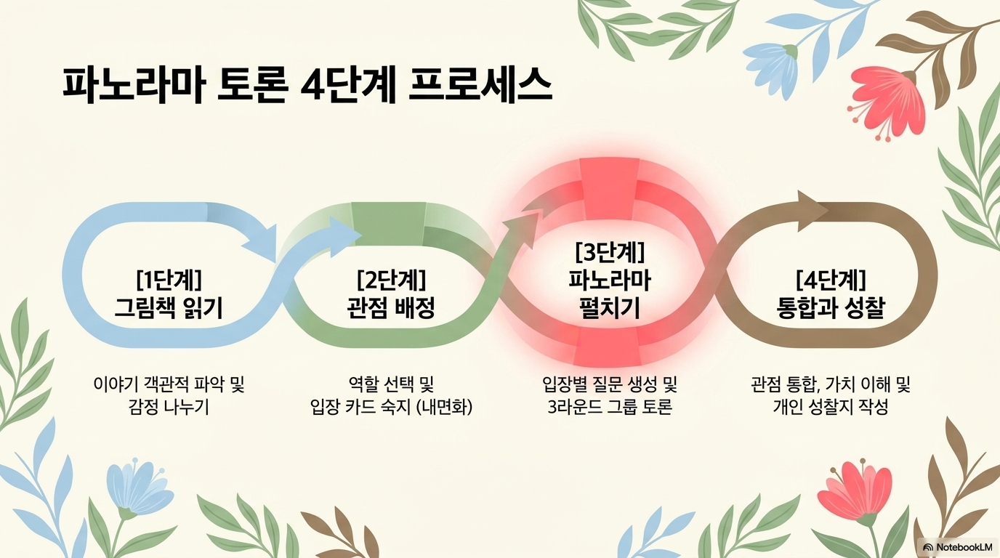 파노라마 토론 4단계 프로세스
[1단계]
그림책 읽기
이야기 객관적 파악 및
감정 나누기
[2단계]
관점 배정
역할 선택 및
입장 카드 숙지 (내면화)
[3단계]
파노라마
펼치기
입장별 질문 생성 및
3라운드 그룹 토론
[4단계]
통합과 성찰
관점 통합, 가치 이해 및
개인 성찰지 작성
NotebookLM